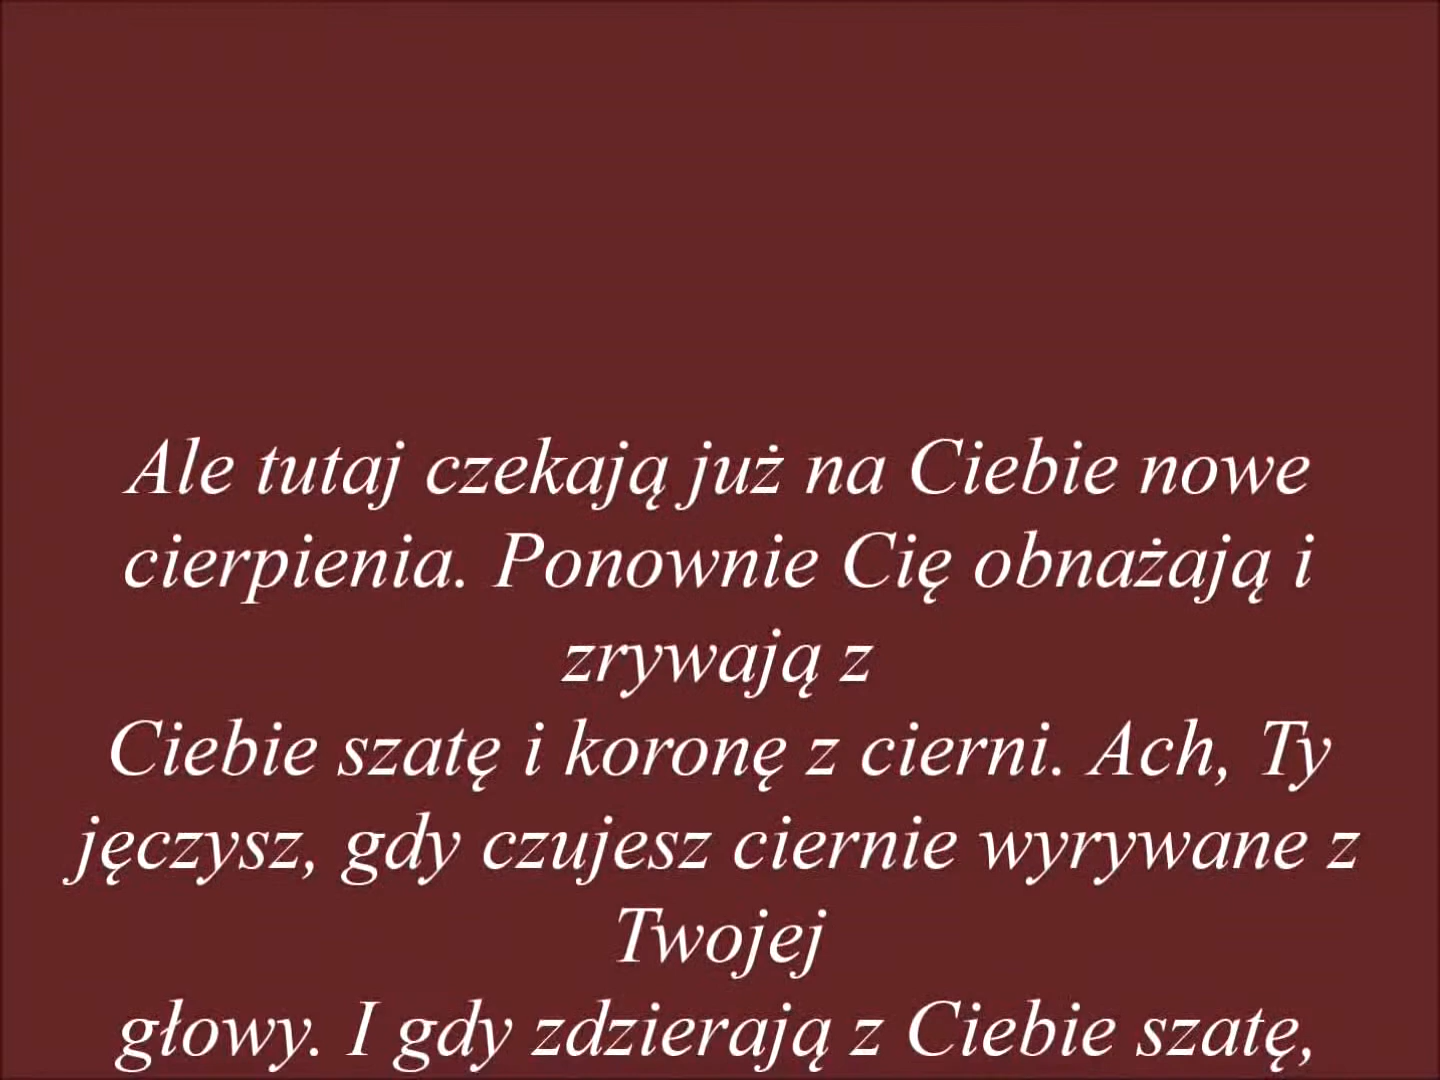 Ale tutaj czekają już na Ciebie nowe
cierpienia. Ponownie Cię obnażają i
zrywają z
Ciebie szatę i koronę z cierni. Ach, Ty
jęczysz, gdy czujesz ciernie wyrywane z
Twojej
głowy. I gdy zdzierają z Ciebie szatę,